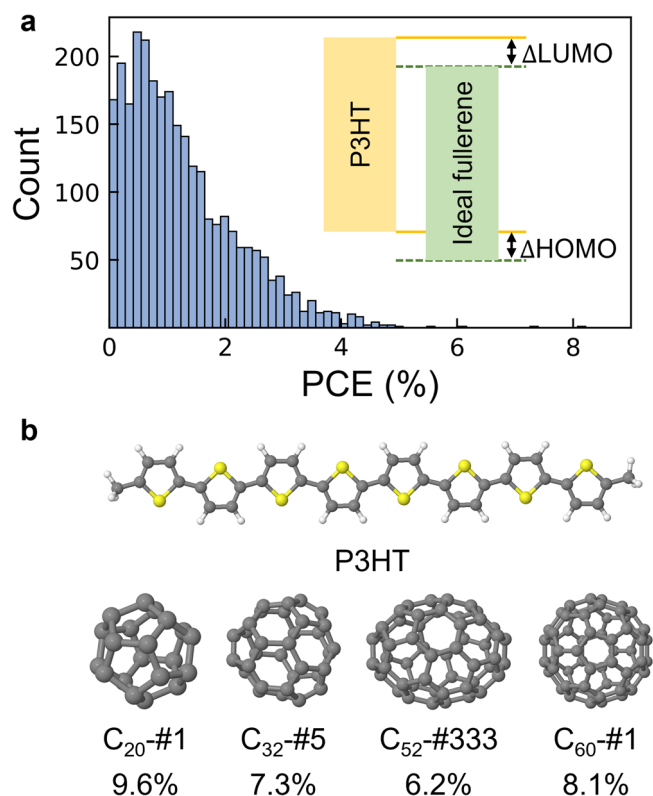 a
200
150
100
50
Count
0 2 4 6 8
PCE (%)
P3HT
Ideal fullerene
ΔLUMO
ΔHOMO
b
P3HT
C₂₀-#1 C₃₂-#5 C₅₂-#333 C₆₀-#1
9.6% 7.3% 6.2% 8.1%